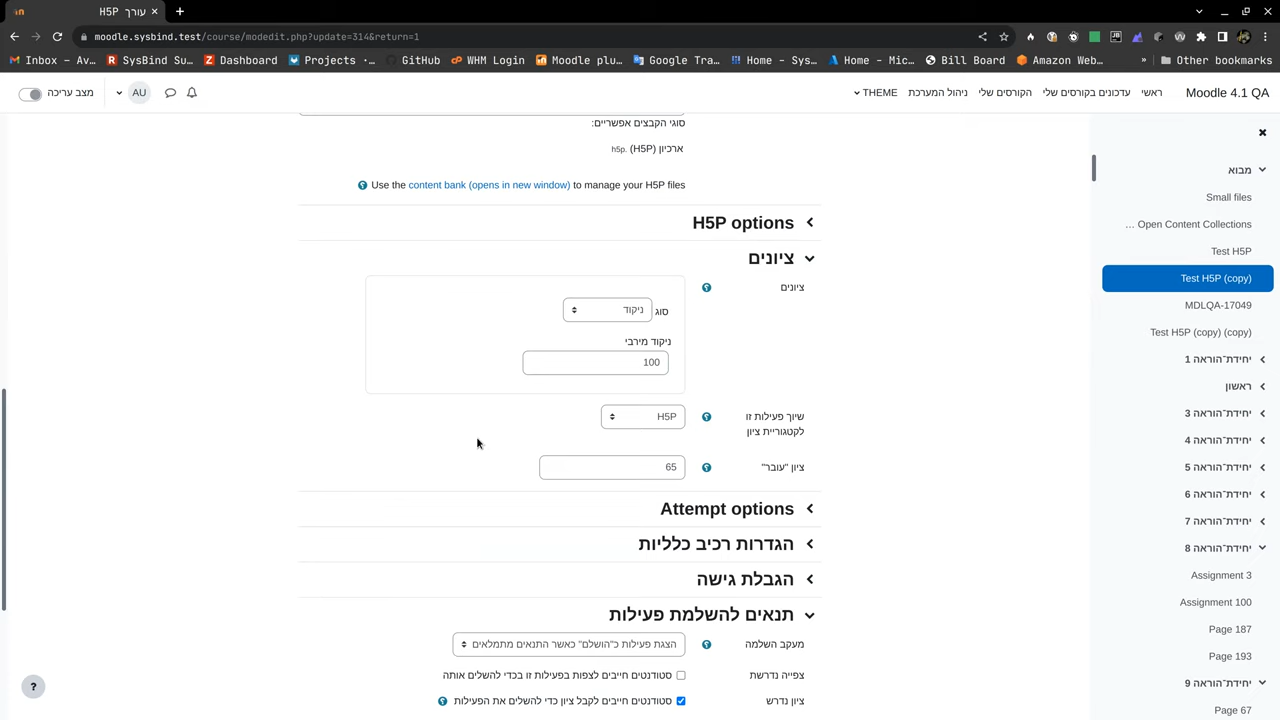 עורך H5P
moodle.sysbind.test/course/modedit.php?update=314&return=1
Inbox - Av... SysBind Su... Dashboard Projects -... GitHub WHM Login Moodle plu... Google Tra... Home - Sys... Bill Board Home - Mic... Amazon Web... » Other bookmarks
Moodle 4.1 QA ראשי עדכונים בקורסים שלי הקורסים שלי ניהול המערכת THEME AU מצב עריכה
סוגי הקבצים אפשריים:
ארכיון (H5P) .h5p
Use the content bank (opens in new window) to manage your H5P files
H5P options
ציונים
ציונים
סוג ניקוד
ניקוד מירבי
100
שיוך פעילות זו
לקטגוריית ציון
H5P
ציון "עובר" 65
Attempt options
הגדרות רכיב כלליות
הגבלת גישה
תנאים להשלמת פעילות
מעקב השלמה הצגת פעילות כ"הושלם" כאשר התנאים מתמלאים
צפייה נדרשת סטודנטים חייבים לצפות בפעילות זו בכדי להשלים אותה
ציון נדרש סטודנטים חייבים לקבל ציון כדי להשלים את הפעילות
?
מבוא
Small files
Open Content Collections ...
Test H5P
Test H5P (copy)
MDLQA-17049
Test H5P (copy) (copy)
יחידת־הוראה 1
ראשון
יחידת־הוראה 3
יחידת־הוראה 4
יחידת־הוראה 5
יחידת־הוראה 6
יחידת־הוראה 7
יחידת־הוראה 8
Assignment 3
Assignment 100
Page 187
Page 193
יחידת־הוראה 9
Page 67